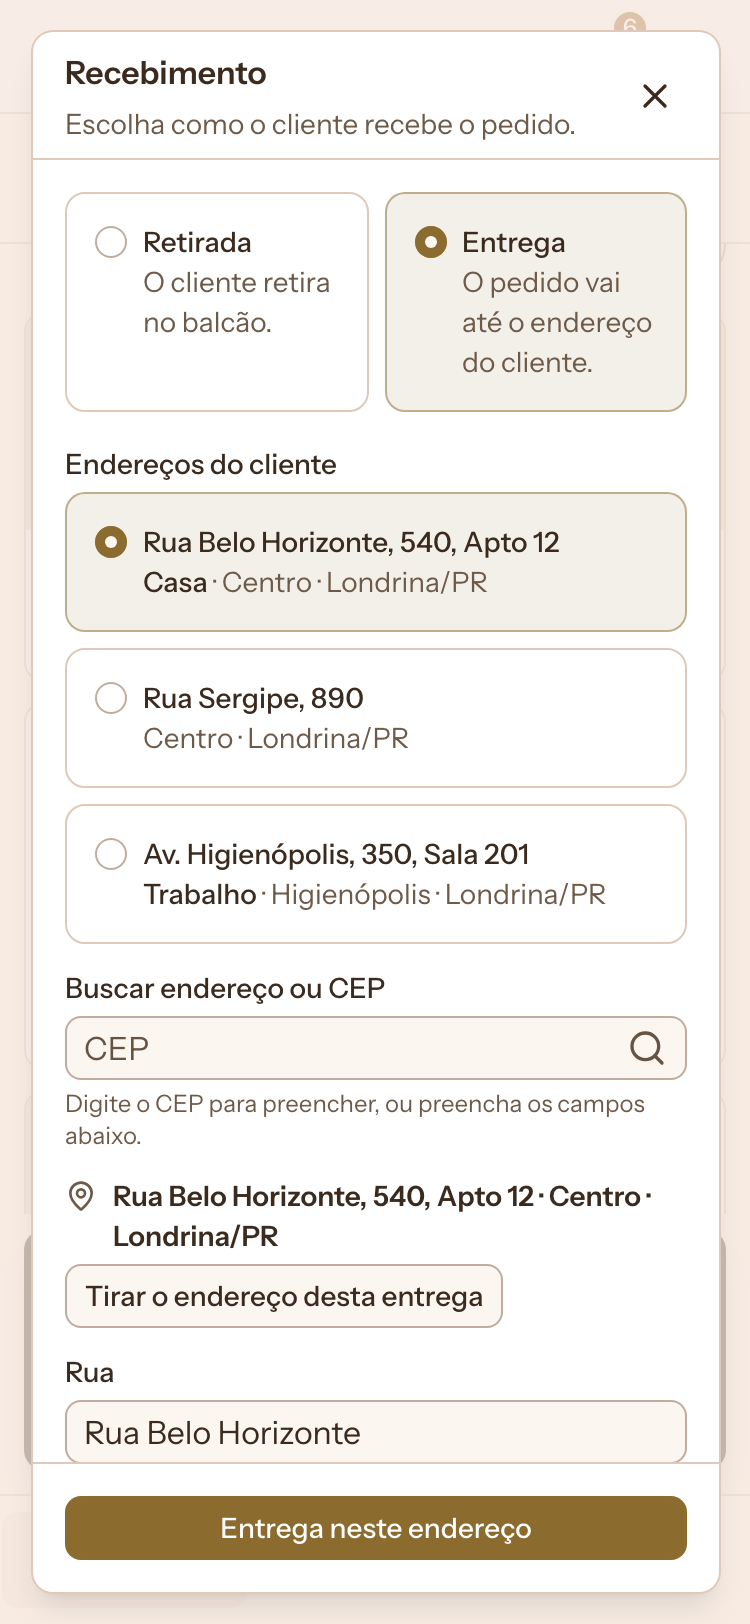 6
Recebimento
Escolha como o cliente recebe o pedido.
Retirada
O cliente retira
no balcão.
Entrega
O pedido vai
até o endereço
do cliente.
Endereços do cliente
Rua Belo Horizonte, 540, Apto 12
Casa · Centro · Londrina/PR
Rua Sergipe, 890
Centro · Londrina/PR
Av. Higienópolis, 350, Sala 201
Trabalho · Higienópolis · Londrina/PR
Buscar endereço ou CEP
CEP
Digite o CEP para preencher, ou preencha os campos
abaixo.
Rua Belo Horizonte, 540, Apto 12 · Centro ·
Londrina/PR
Tirar o endereço desta entrega
Rua
Rua Belo Horizonte
Entrega neste endereço